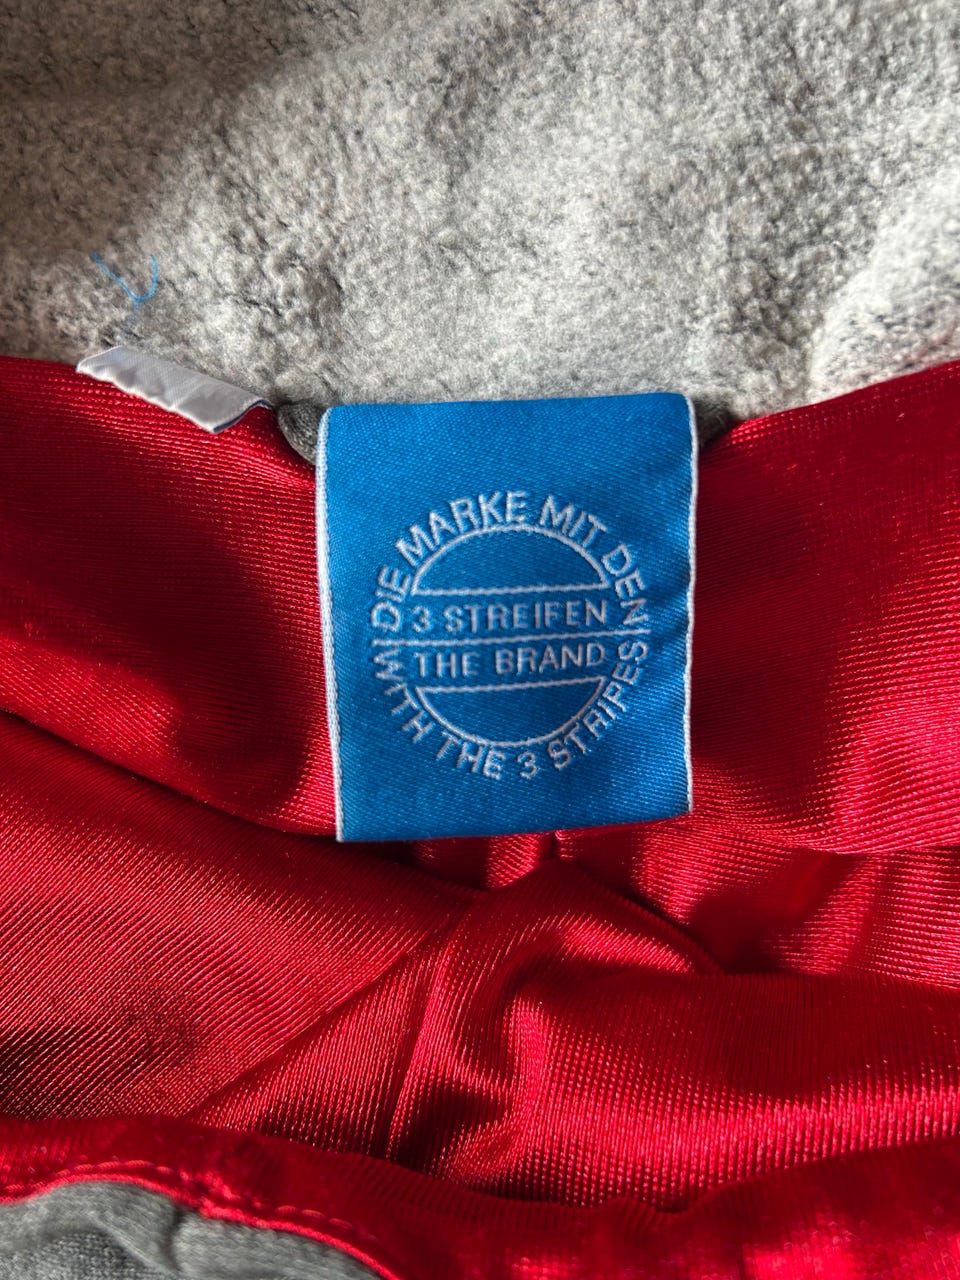 DIE MARKE MIT DEN
3 STREIFEN
THE BRAND
WITH THE 3 STRIPES